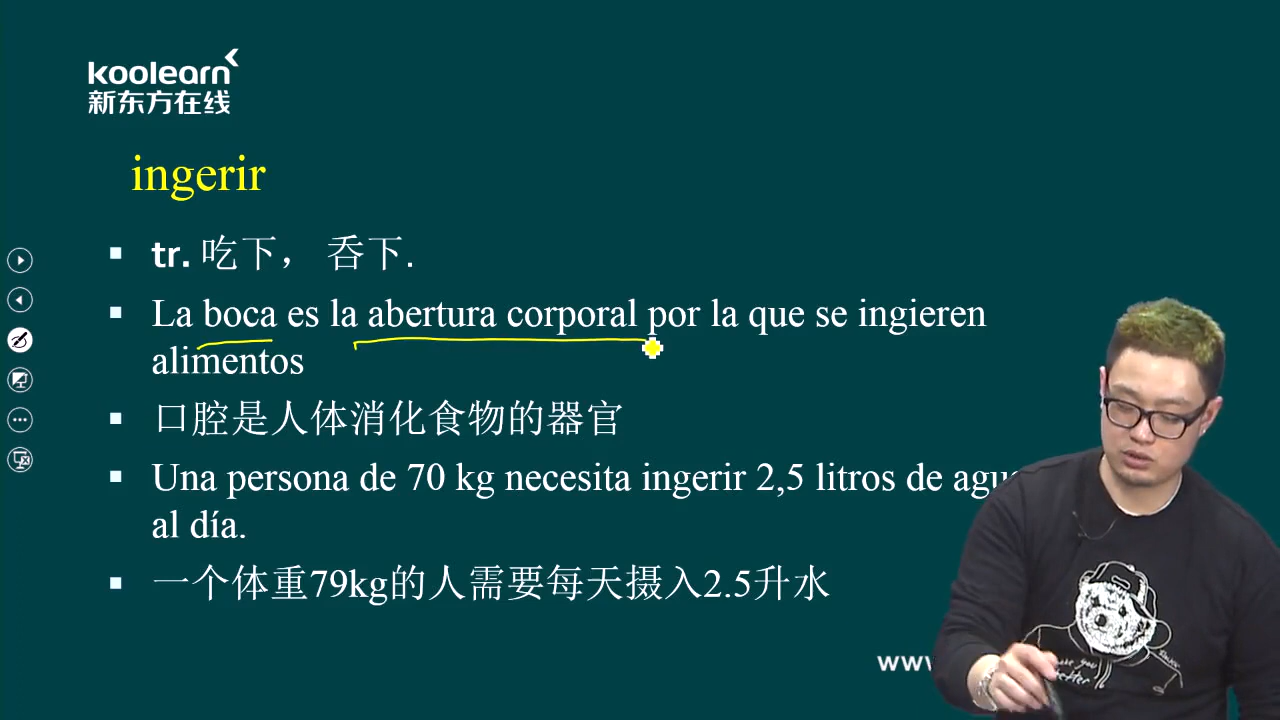 koolearn
新东方在线
ingerir
tr. 吃下， 吞下.
La boca es la abertura corporal por la que se ingieren
alimentos
口腔是人体消化食物的器官
Una persona de 70 kg necesita ingerir 2,5 litros de agu
al día.
一个体重79kg的人需要每天摄入2.5升水
www